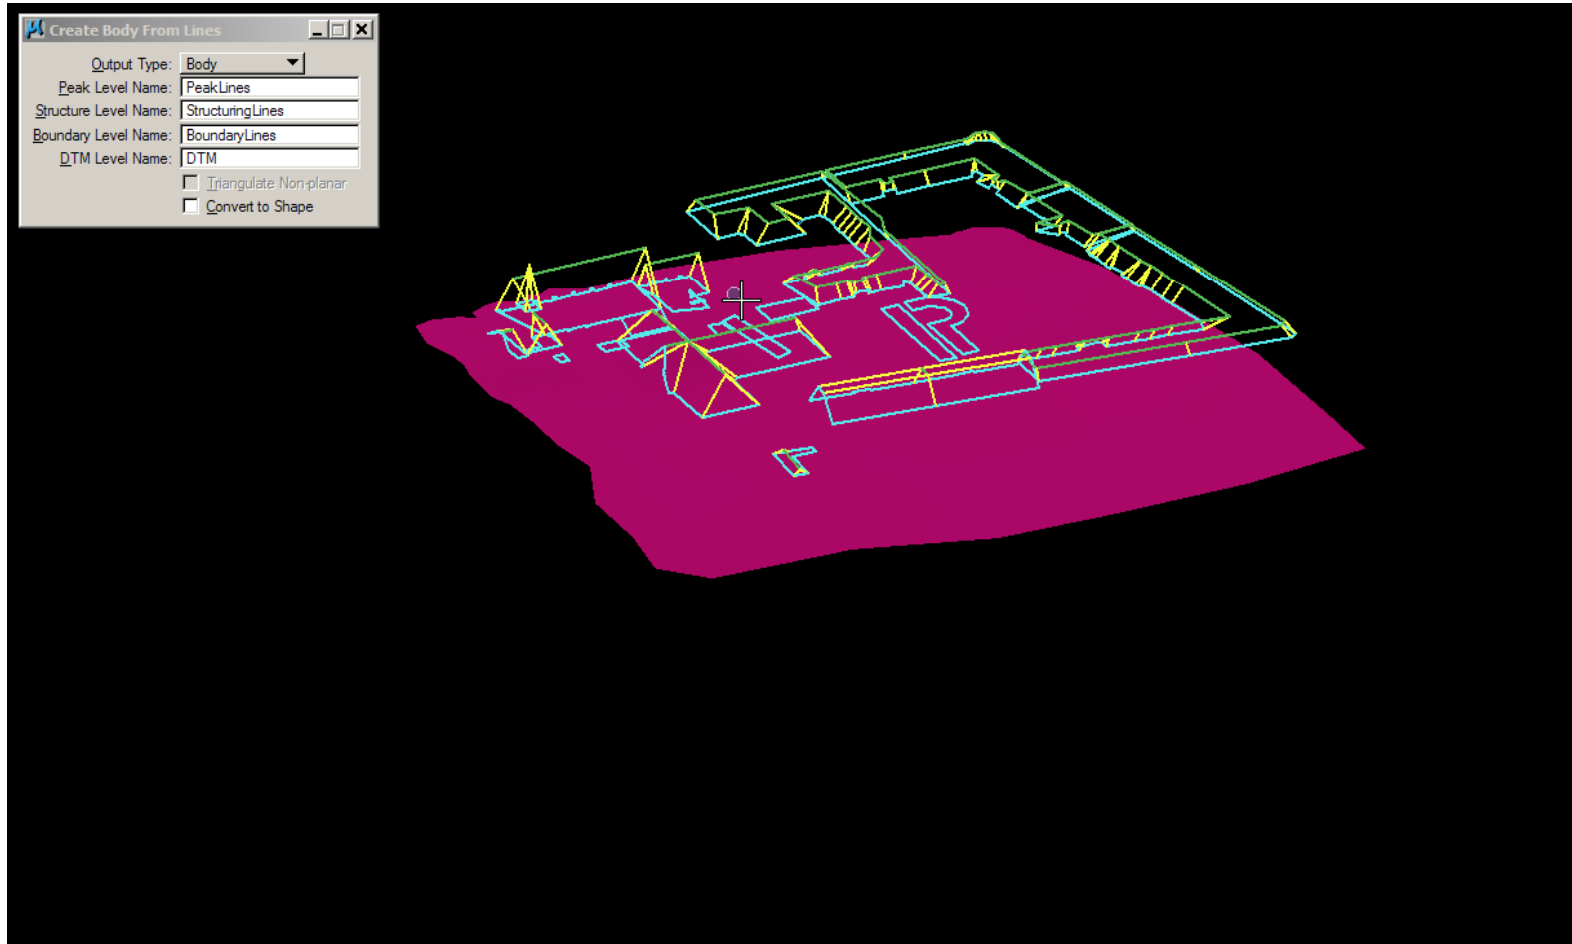 Create Body From Lines
Output Type: Body
Peak Level Name: PeakLines
Structure Level Name: StructuringLines
Boundary Level Name: BoundaryLines
DTM Level Name: DTM
Triangulate Non-planar
Convert to Shape